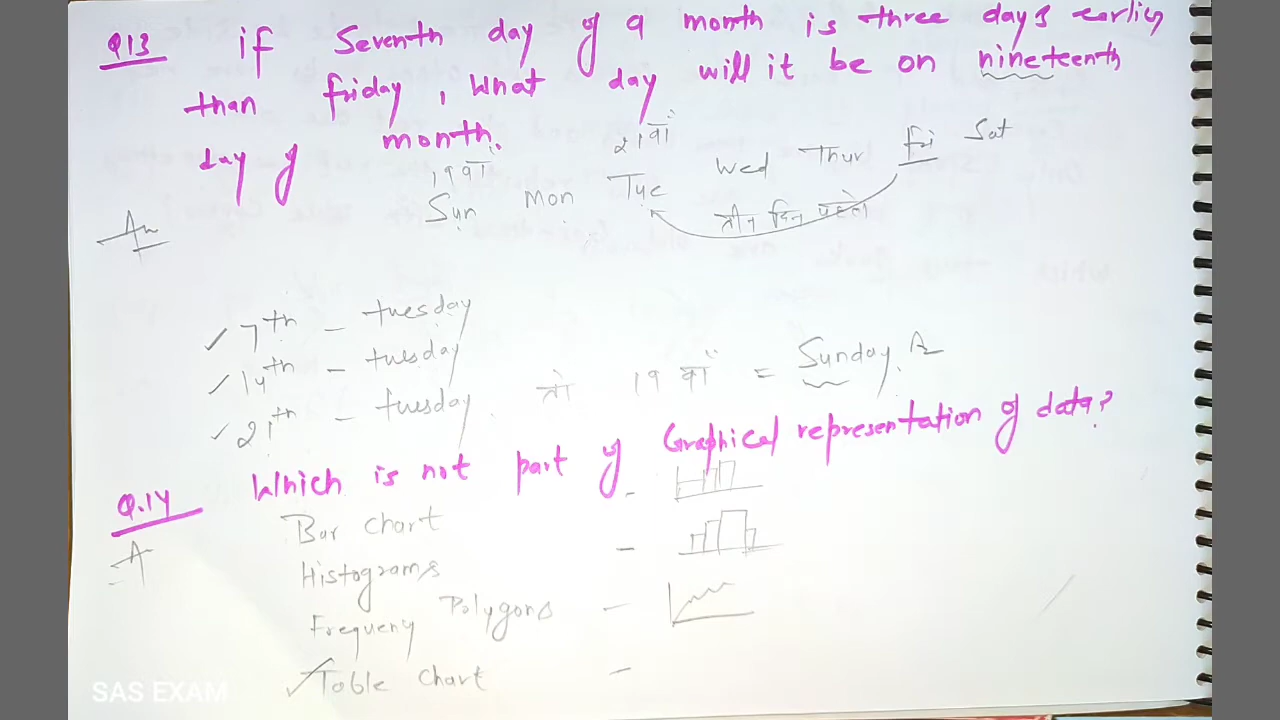 Q13 if Seventh day of a month is three days earlier
than friday, what day will it be on nineteenth
day of month.
19वां 21वां
Sun Mon Tue Wed Thur Fri Sat
तीन दिन पहले
An
✓ 7th - tuesday
✓ 14th - tuesday
✓ 21th - tuesday तो 19 वां = Sunday A
Q.14 Which is not part of Graphical representation of data?
A Bar chart -
Histograms -
Frequeny Polygons -
✓ Table chart -
SAS EXAM